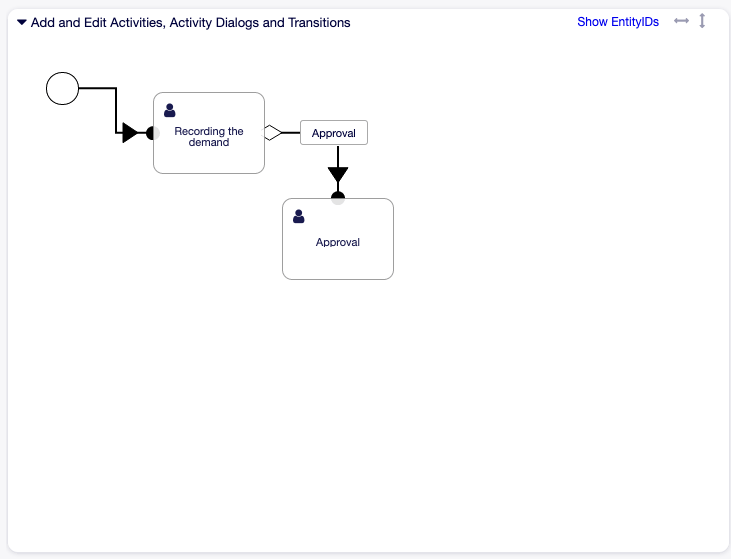 Add and Edit Activities, Activity Dialogs and Transitions
Show EntityIDs
Recording the
demand
Approval
Approval